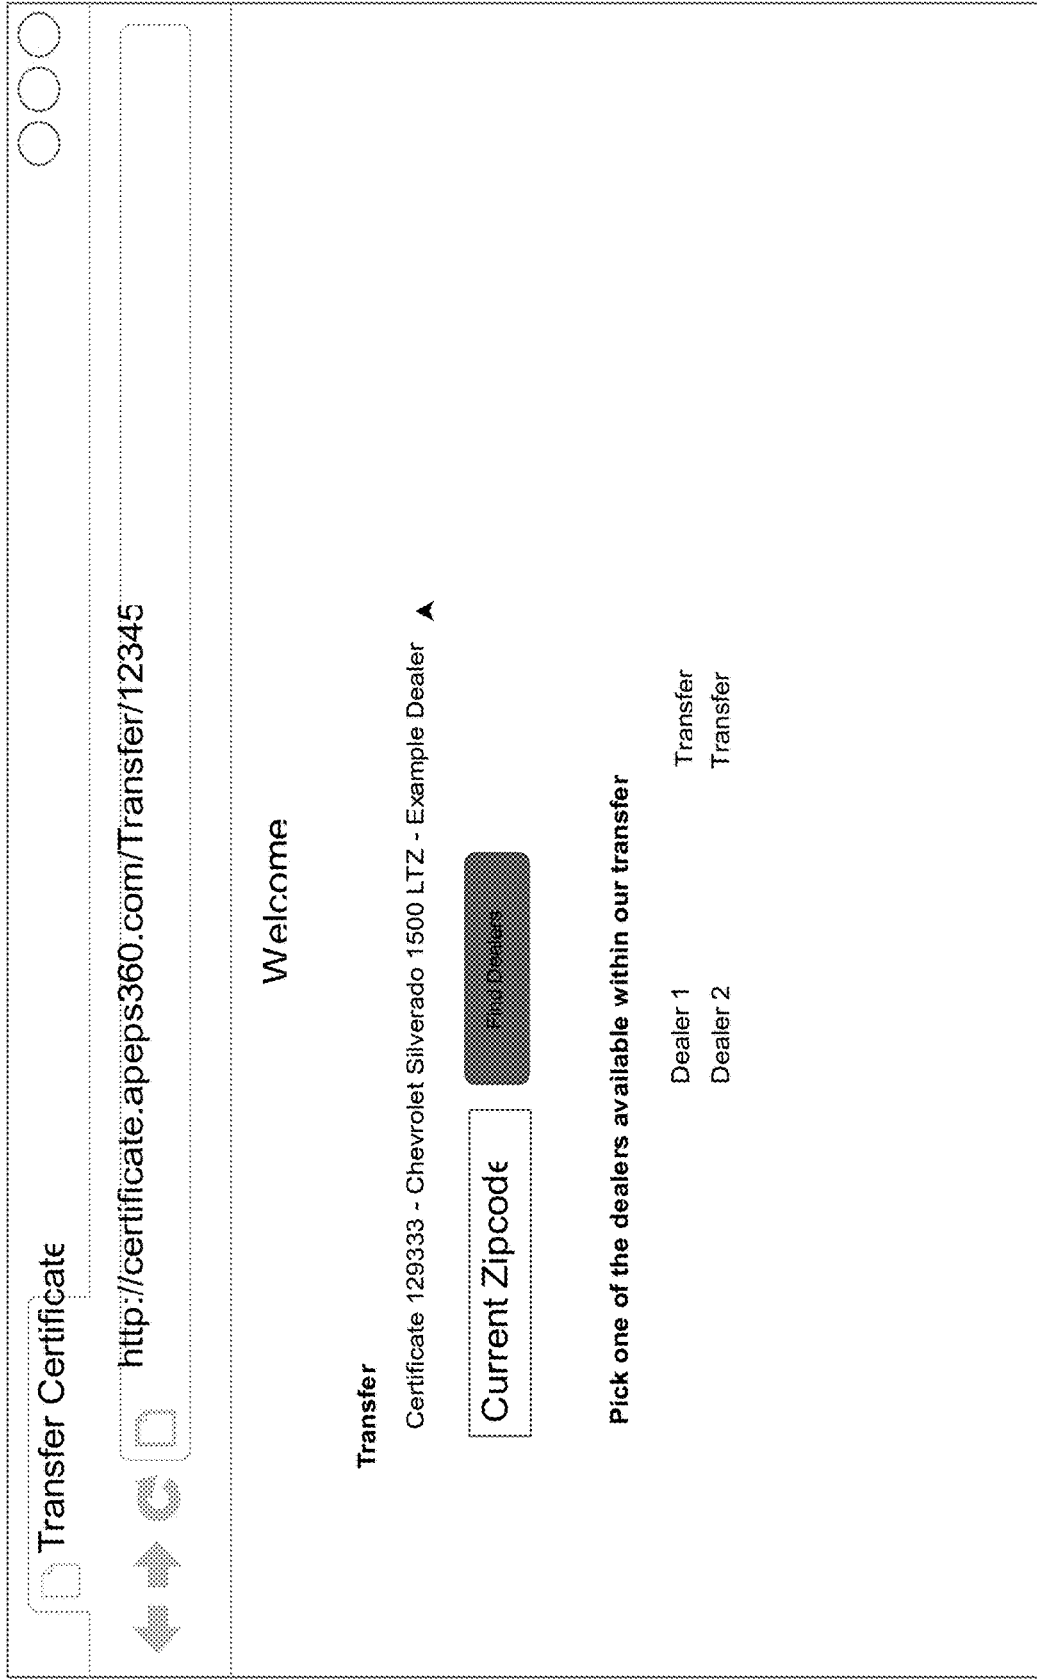 Transfer Certificate
http://certificate.apeps360.com/Transfer/12345
Welcome
Transfer
Certificate 129333 - Chevrolet Silverado 1500 LTZ - Example Dealer
Current Zipcode
Find Dealers
Pick one of the dealers available within our transfer
Dealer 1 Transfer
Dealer 2 Transfer